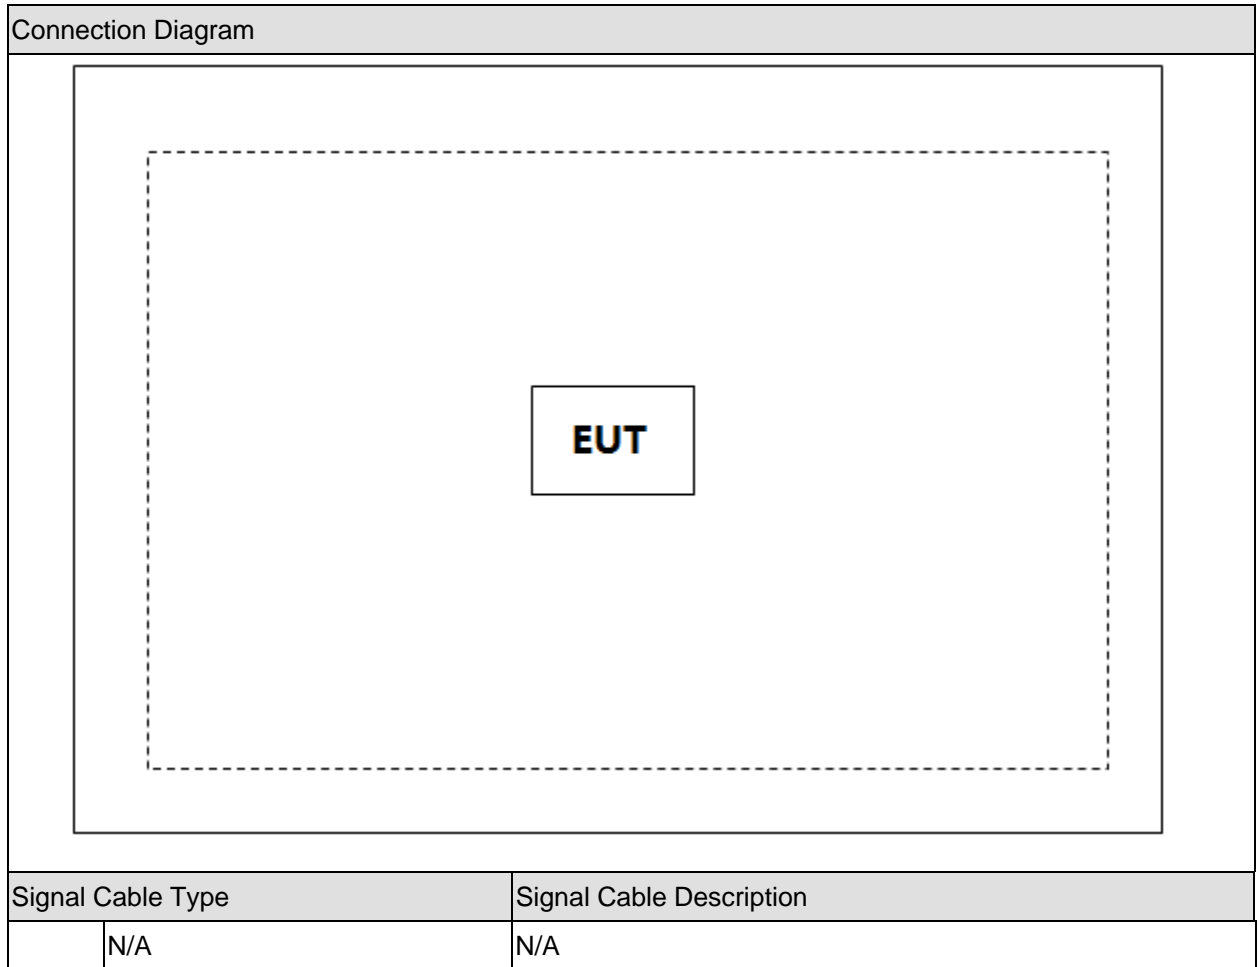 Connection Diagram
EUT
Signal Cable Type Signal Cable Description
N/A N/A